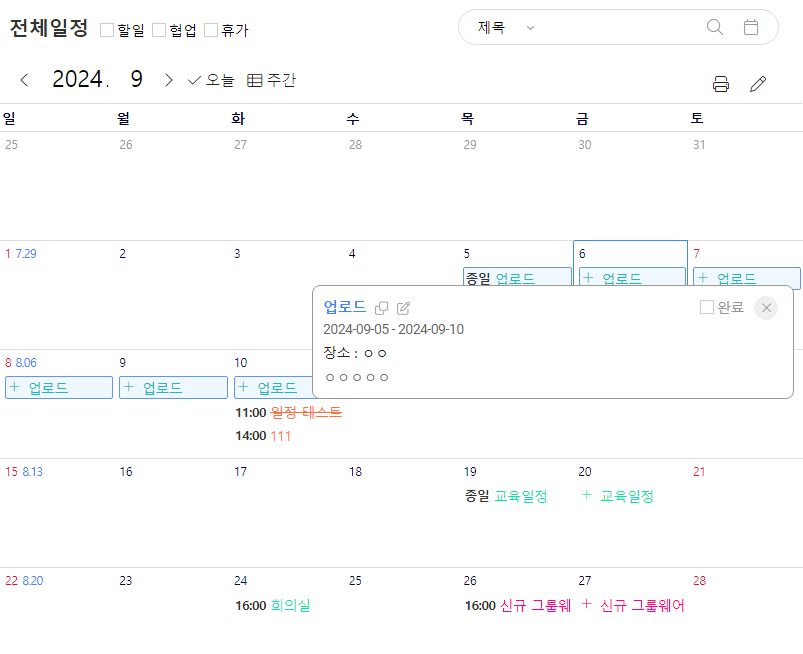 전체일정 할일 협업 휴가 제목
2024. 9 오늘 주간
일 월 화 수 목 금 토
25 26 27 28 29 30 31
1 7.29 2 3 4 5 6 7
종일 업로드 + 업로드 + 업로드
업로드 완료
2024-09-05 - 2024-09-10
장소 : ㅇㅇ
ㅇㅇㅇㅇㅇ
8 8.06 9 10
+ 업로드 + 업로드 + 업로드
11:00 일정 테스트
14:00 111
15 8.13 16 17 18 19 20 21
종일 교육일정 + 교육일정
22 8.20 23 24 25 26 27 28
16:00 회의실 16:00 신규 그룹웨 + 신규 그룹웨어